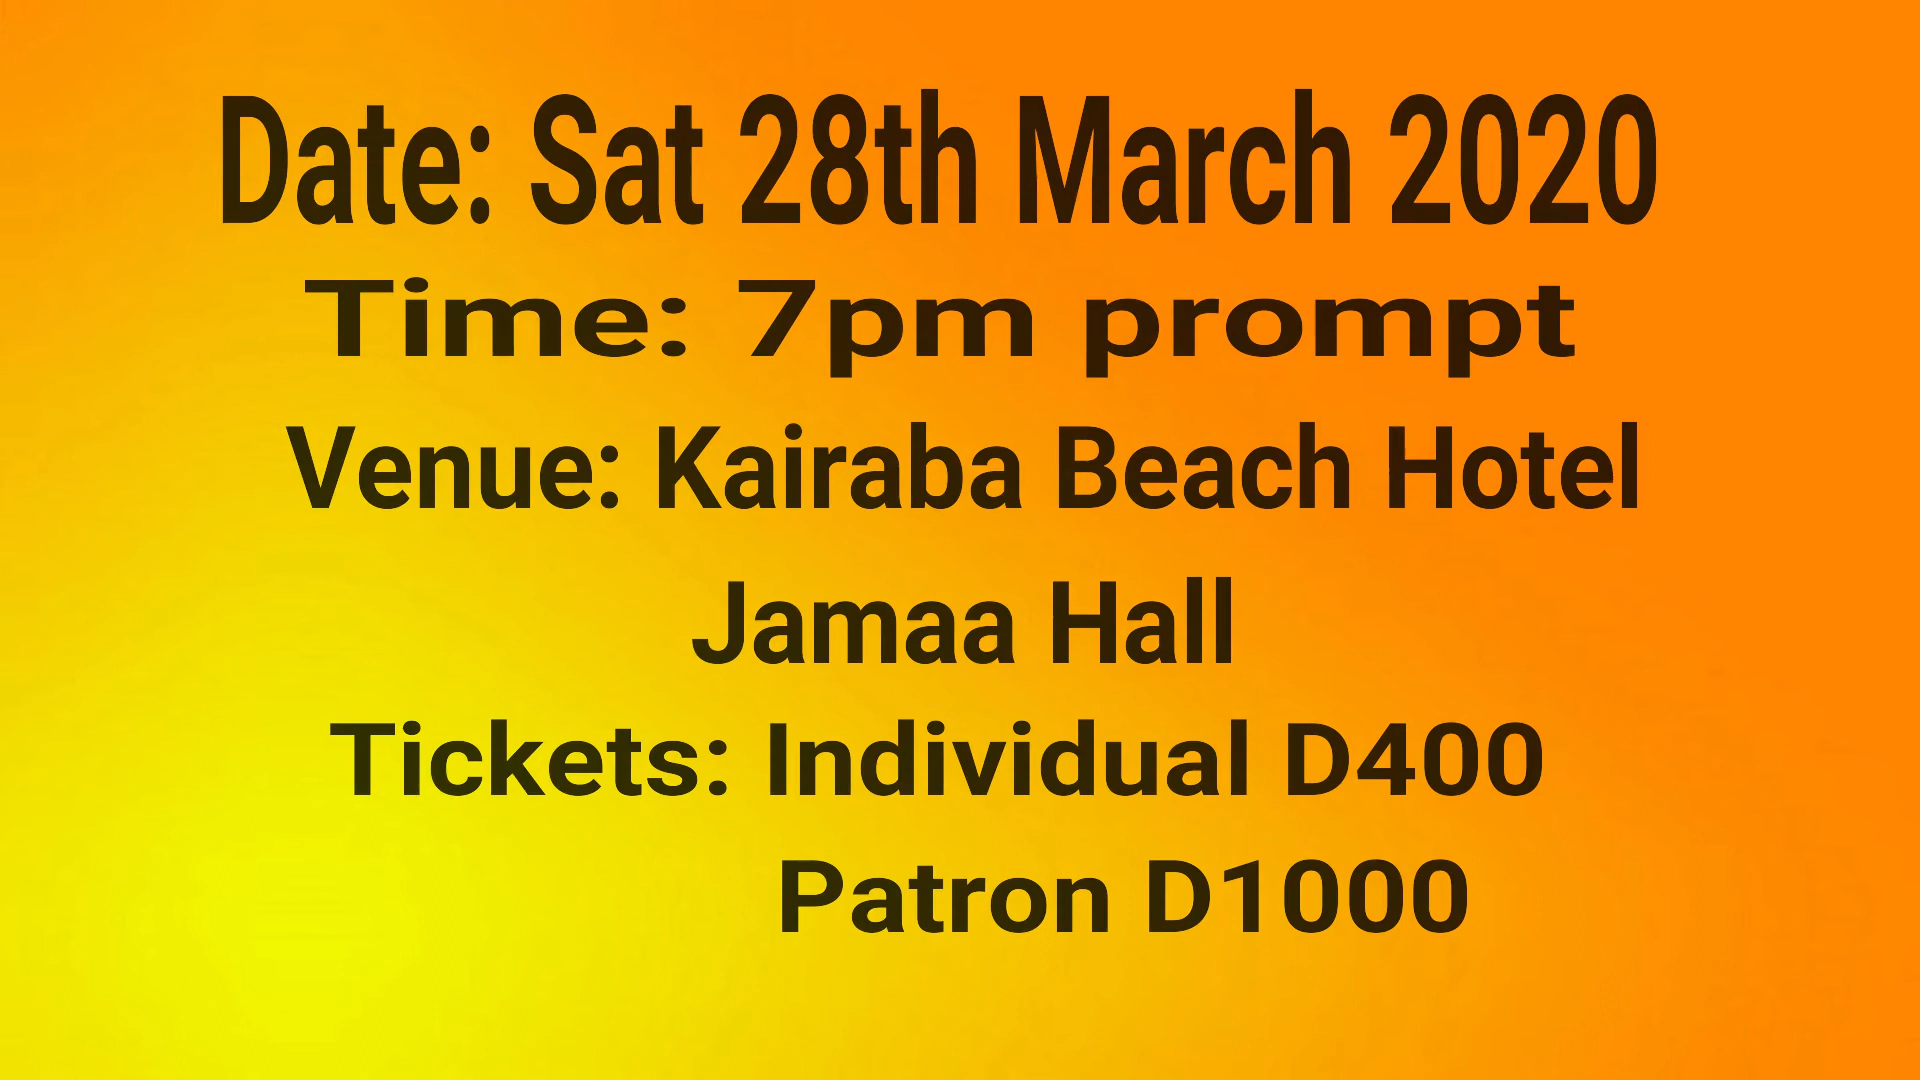 Date: Sat 28th March 2020
Time: 7pm prompt
Venue: Kairaba Beach Hotel
Jamaa Hall
Tickets: Individual D400
Patron D1000